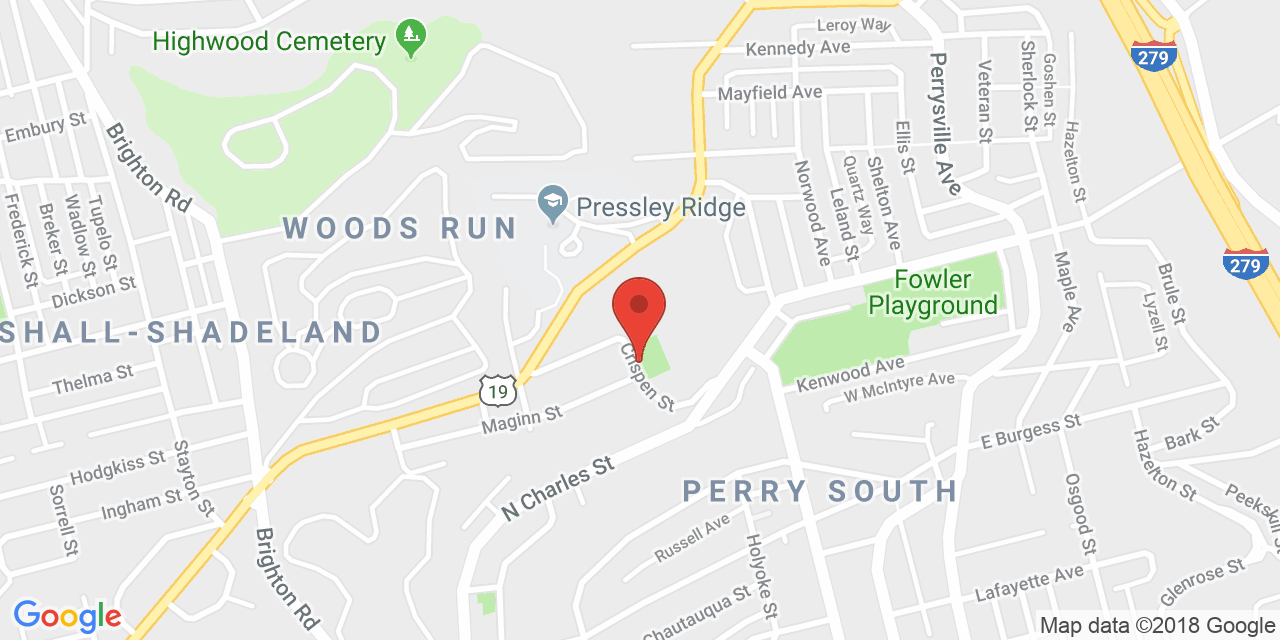 Leroy Way
Kennedy Ave
Highwood Cemetery
279
Goshen St
Sherlock St
Veteran St
Perrysville Ave
Mayfield Ave
Embury St
Brighton Rd
Ellis St
Hazelton St
Norwood Ave
Quartz Way
Shelton Ave
Leland St
Frederick St
Breker St
Wadlow St
Tupelo St
Pressley Ridge
WOODS RUN
279
Dickson St
Fowler
Playground
Maple Ave
Brule St
Lyzell St
SHALL-SHADELAND
Crispen St
Thelma St
19
Kenwood Ave
W McIntyre Ave
Maginn St
E Burgess St
Bark St
Hodgkiss St
Stayton St
N Charles St
PERRY SOUTH
Hazelton St
Ingham St
Sorrell St
Osgood St
Peekskill St
Russell Ave
Brighton Rd
Holyoke St
Lafayette Ave
Glenrose St
Chautauqua St
Google
Map data ©2018 Google